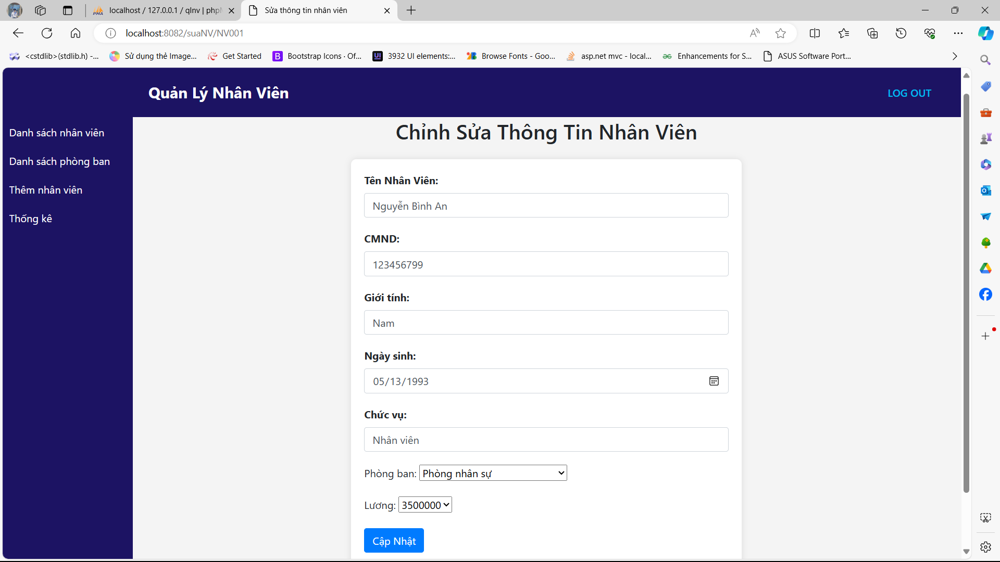 localhost / 127.0.0.1 / qlnv | php
Sửa thông tin nhân viên
localhost:8082/suaNV/NV001
<cstdlib>(stdlib.h) -...
Sử dụng thẻ Image...
Get Started
Bootstrap Icons · Of...
3932 UI elements:...
Browse Fonts - Goo...
asp.net mvc - local...
Enhancements for S...
ASUS Software Port...
Quản Lý Nhân Viên
LOG OUT
Danh sách nhân viên
Danh sách phòng ban
Thêm nhân viên
Thống kê
Chỉnh Sửa Thông Tin Nhân Viên
Tên Nhân Viên:
Nguyễn Bình An
CMND:
123456799
Giới tính:
Nam
Ngày sinh:
05/13/1993
Chức vụ:
Nhân viên
Phòng ban: Phòng nhân sự
Lương: 3500000
Cập Nhật